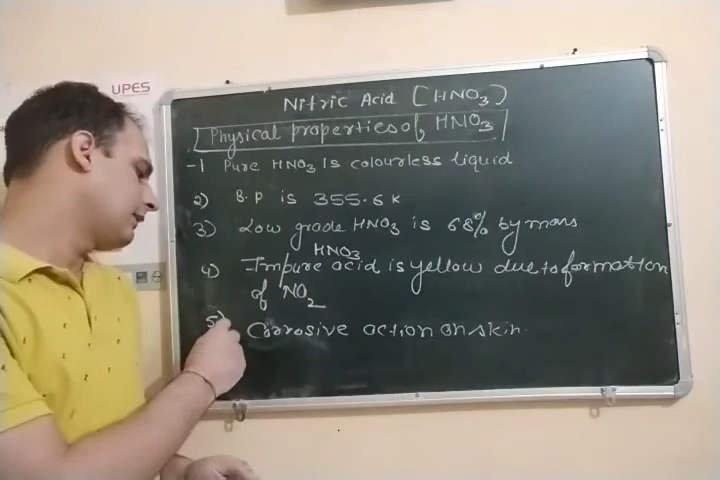 UPES
Nitric Acid [HNO3)
Physical properties of HNO3
-1 Pure HNO3 Is colourless liquid
2) B.P is 355.6 K
3) Low grade HNO3 is 68% by mass
HNO3
4) -Impure acid is yellow due to formation
of NO2
5) Corrosive action on skin